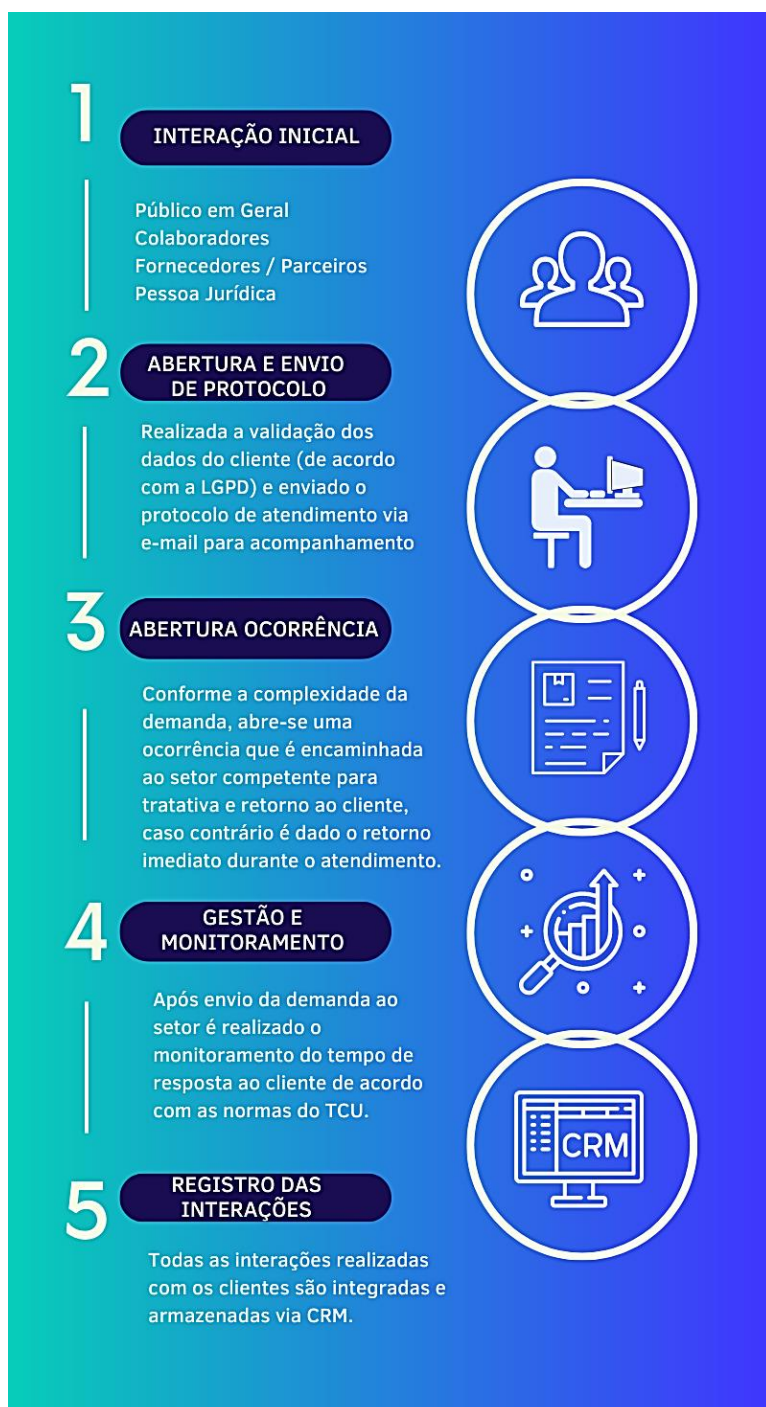 1
INTERAÇÃO INICIAL
Público em Geral
Colaboradores
Fornecedores / Parceiros
Pessoa Jurídica
2
ABERTURA E ENVIO
DE PROTOCOLO
Realizada a validação dos
dados do cliente (de acordo
com a LGPD) e enviado o
protocolo de atendimento via
e-mail para acompanhamento
3
ABERTURA OCORRÊNCIA
Conforme a complexidade da
demanda, abre-se uma
ocorrência que é encaminhada
ao setor competente para
tratativa e retorno ao cliente,
caso contrário é dado o retorno
imediato durante o atendimento.
4
GESTÃO E
MONITORAMENTO
Após envio da demanda ao
setor é realizado o
monitoramento do tempo de
resposta ao cliente de acordo
com as normas do TCU.
CRM
5
REGISTRO DAS
INTERAÇÕES
Todas as interações realizadas
com os clientes são integradas e
armazenadas via CRM.